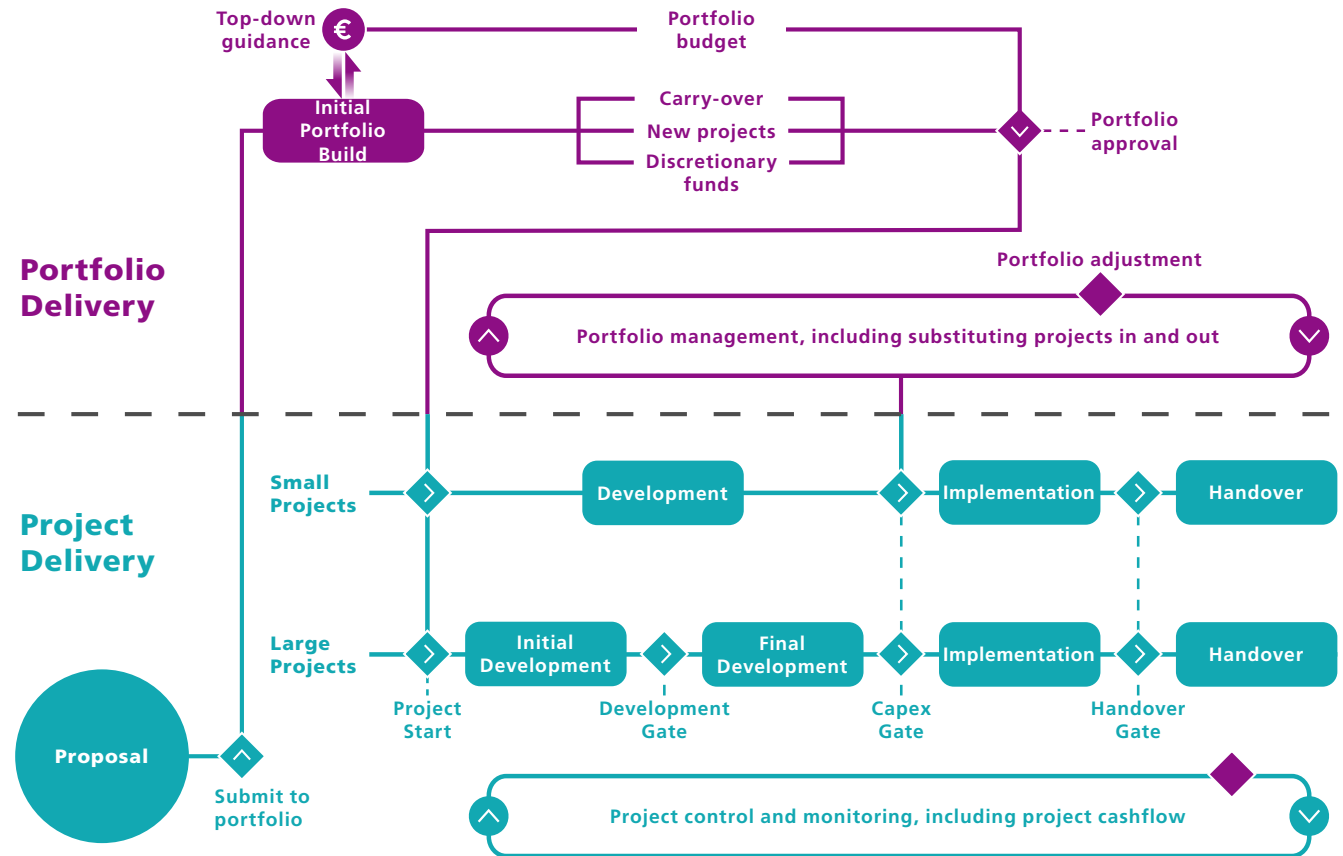 Top-down
guidance
€
Portfolio
budget
Initial
Portfolio
Build
Carry-over
New projects
Discretionary
funds
Portfolio
approval
Portfolio
Delivery
Portfolio adjustment
Portfolio management, including substituting projects in and out
Project
Delivery
Small
Projects
Development
Implementation
Handover
Large
Projects
Initial
Development
Final
Development
Implementation
Handover
Project
Start
Development
Gate
Capex
Gate
Handover
Gate
Proposal
Submit to
portfolio
Project control and monitoring, including project cashflow